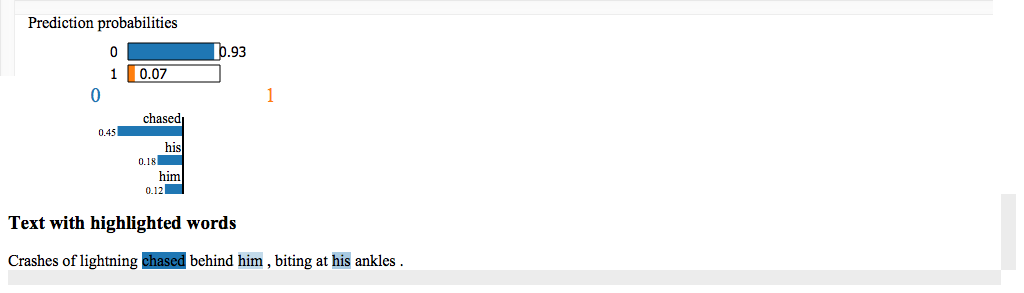 Prediction probabilities
0 0.93
1 0.07
0 1
chased
0.45
his
0.18
him
0.12
Text with highlighted words
Crashes of lightning chased behind him , biting at his ankles .